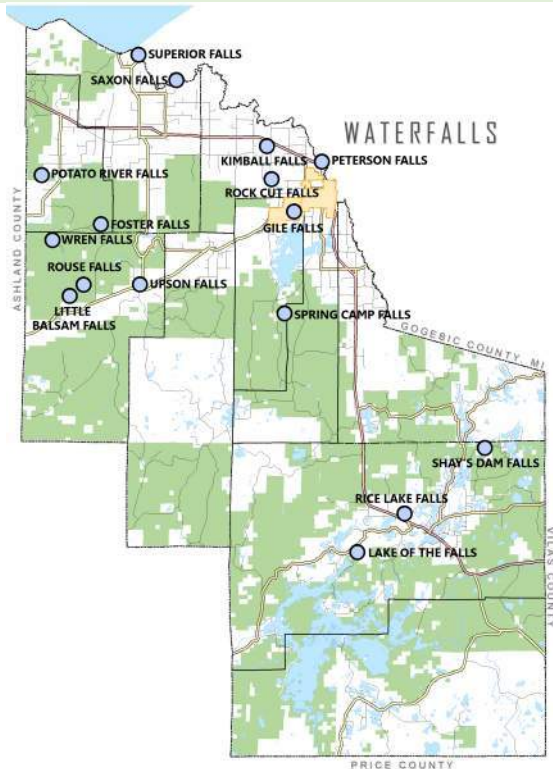 SUPERIOR FALLS
SAXON FALLS
WATERFALLS
KIMBALL FALLS
PETERSON FALLS
POTATO RIVER FALLS
ROCK CUT FALLS
ASHLAND COUNTY
FOSTER FALLS
GILE FALLS
WREN FALLS
ROUSE FALLS
UPSON FALLS
LITTLE
BALSAM FALLS
SPRING CAMP FALLS
GOGEBIC COUNTY, MI
SHAY'S DAM FALLS
RICE LAKE FALLS
LAKE OF THE FALLS
VILAS COUNTY
PRICE COUNTY